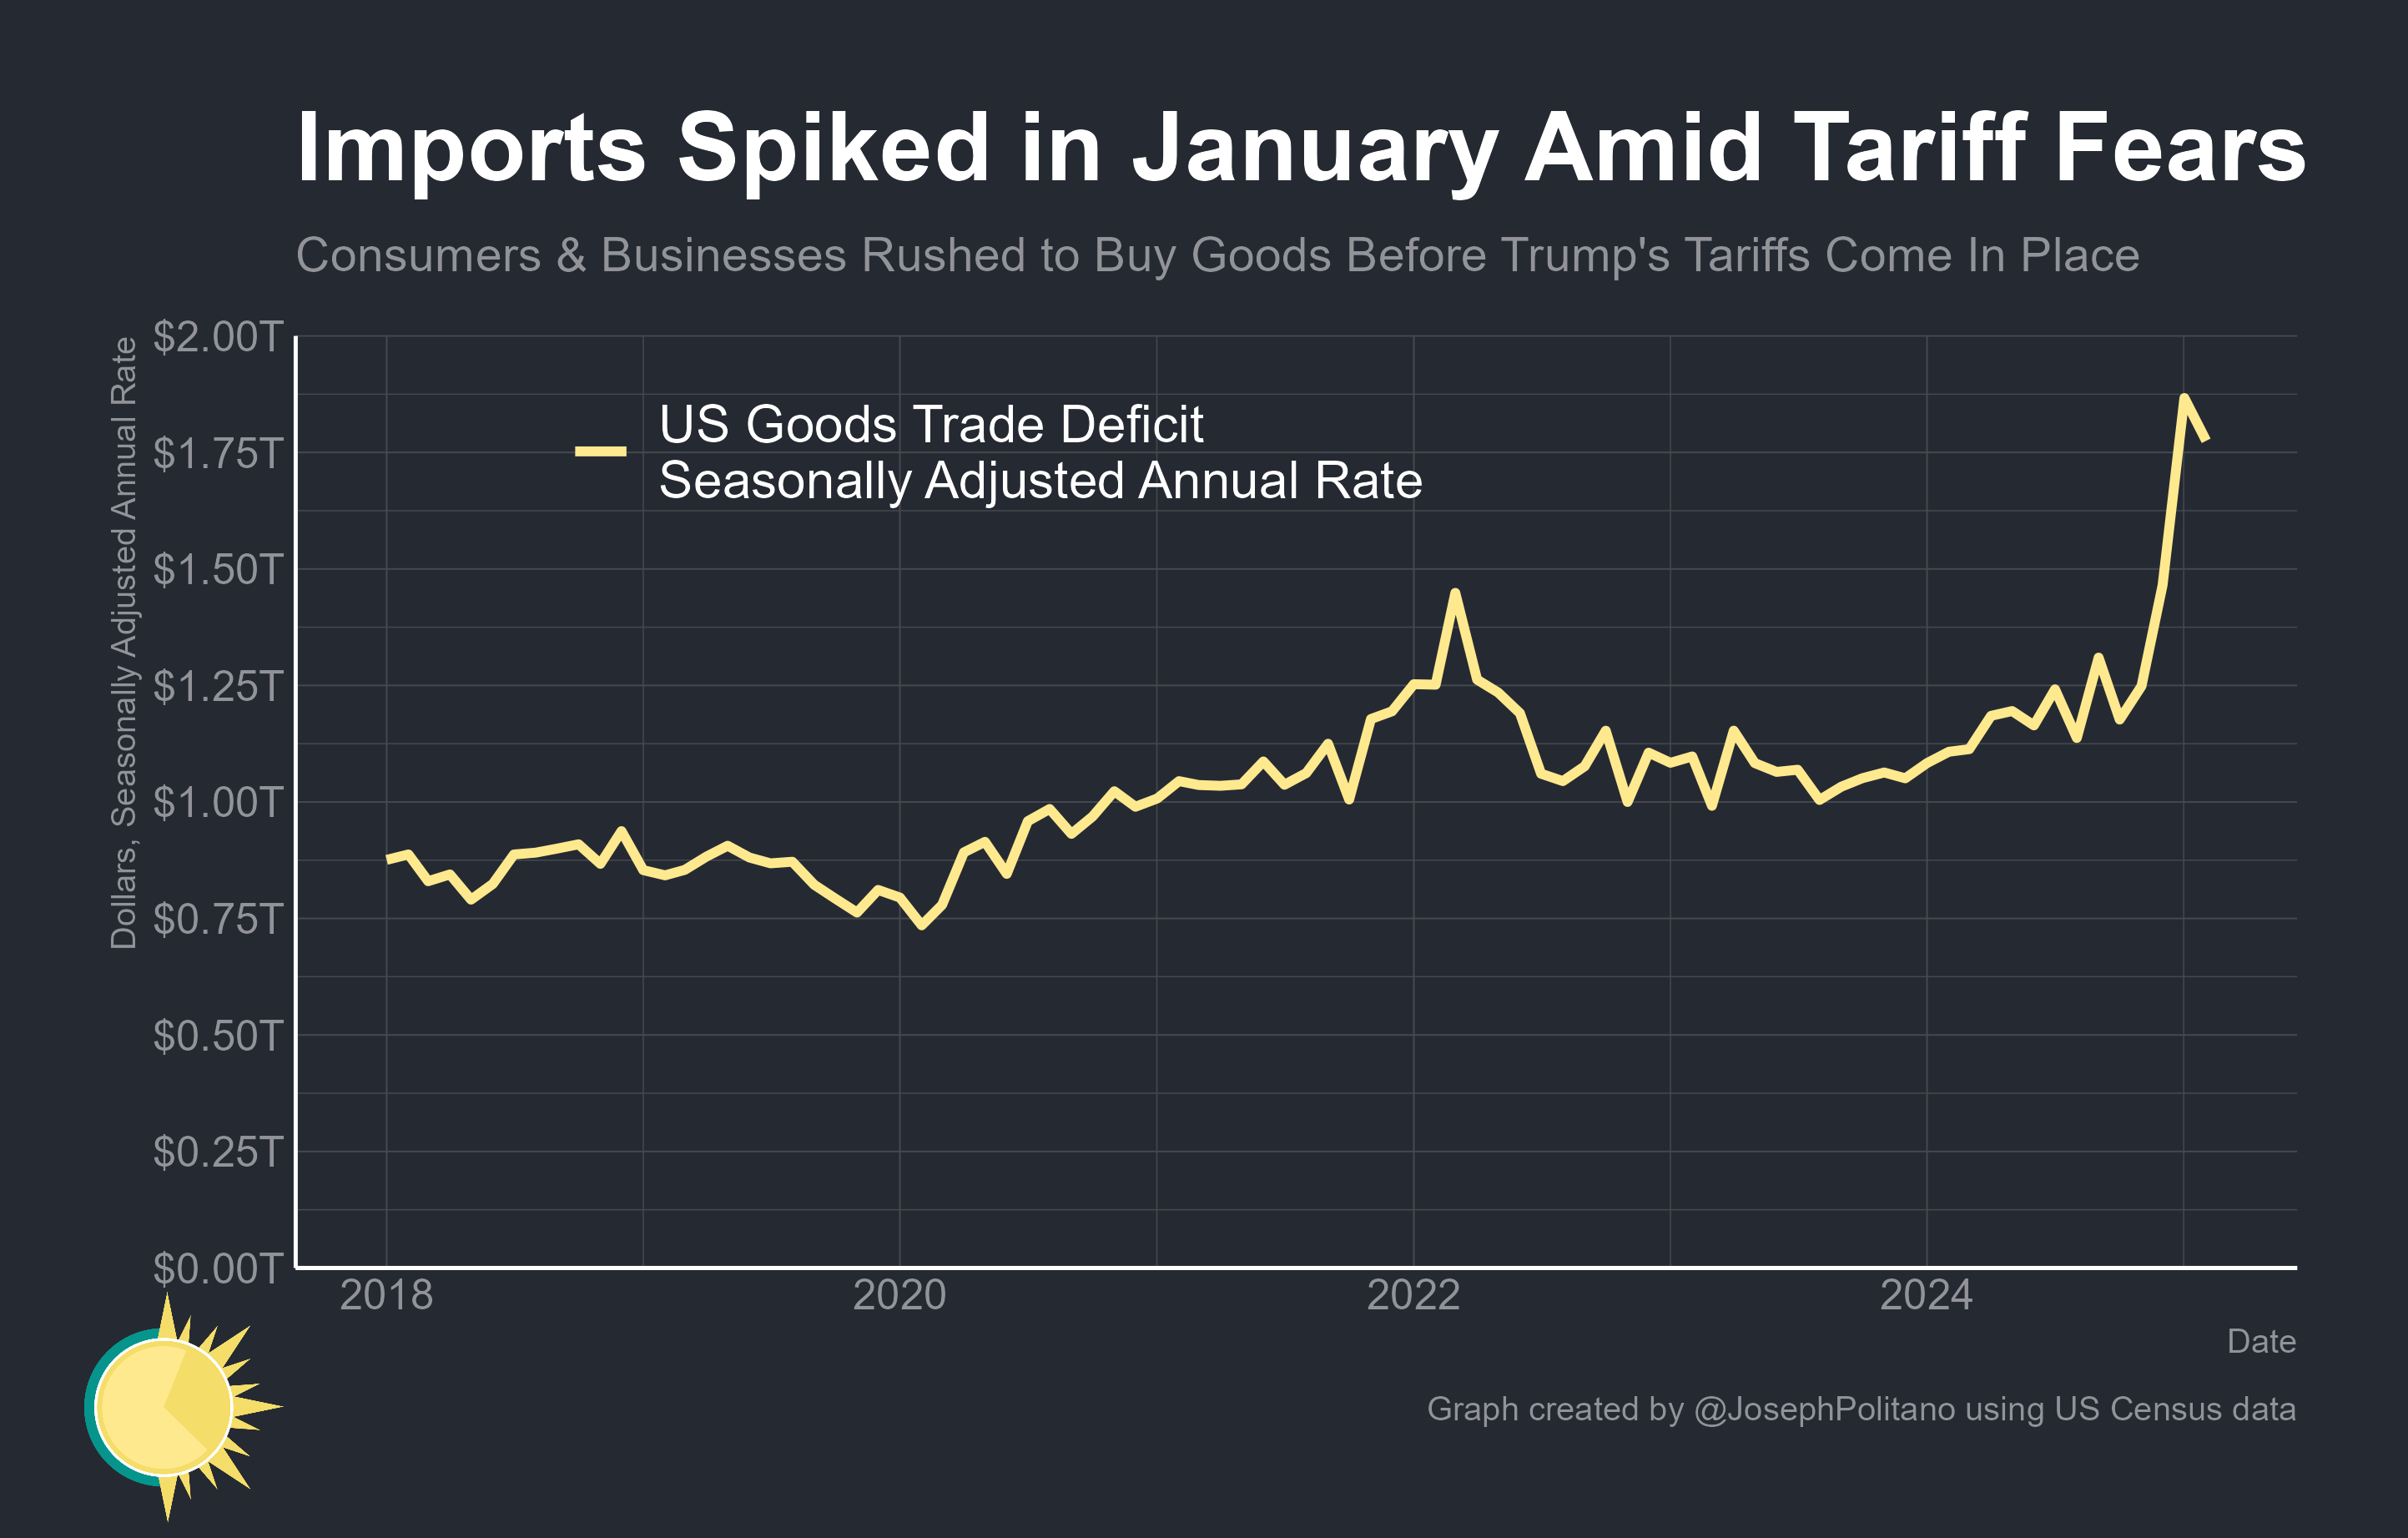 Imports Spiked in January Amid Tariff Fears
Consumers & Businesses Rushed to Buy Goods Before Trump's Tariffs Come In Place
Dollars, Seasonally Adjusted Annual Rate
$2.00T
$1.75T
$1.50T
$1.25T
$1.00T
$0.75T
$0.50T
$0.25T
$0.00T
US Goods Trade Deficit
Seasonally Adjusted Annual Rate
2018
2020
2022
2024
Date
Graph created by @JosephPolitano using US Census data